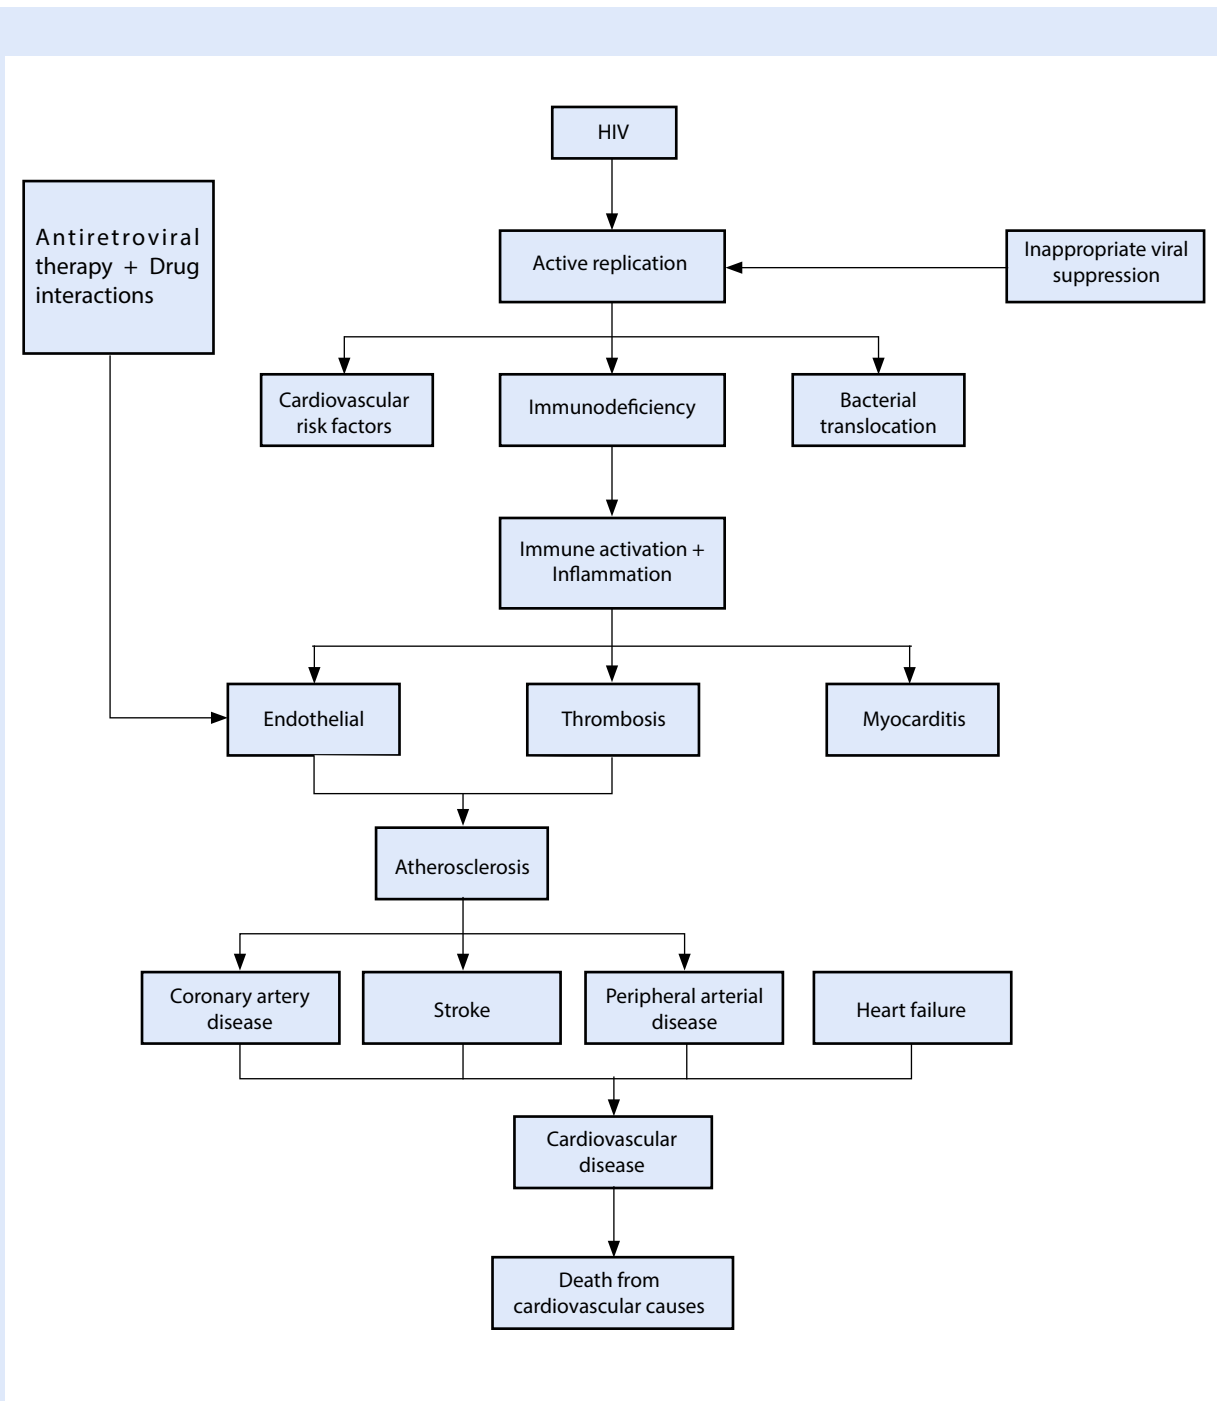 HIV
Antiretroviral
therapy + Drug
interactions
Active replication
Inappropriate viral
suppression
Cardiovascular
risk factors
Immunodeficiency
Bacterial
translocation
Immune activation +
Inflammation
Endothelial
Thrombosis
Myocarditis
Atherosclerosis
Coronary artery
disease
Stroke
Peripheral arterial
disease
Heart failure
Cardiovascular
disease
Death from
cardiovascular causes